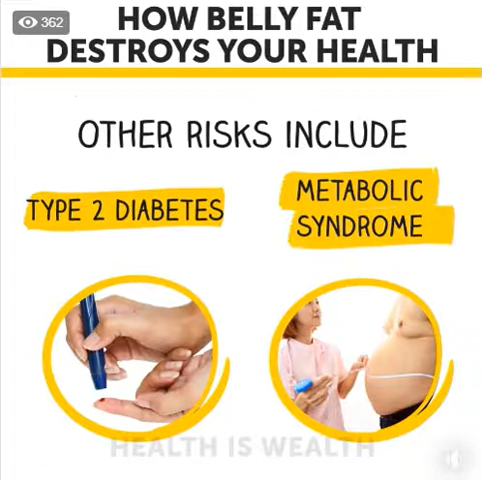 362
HOW BELLY FAT
DESTROYS YOUR HEALTH
OTHER RISKS INCLUDE
TYPE 2 DIABETES
METABOLIC
SYNDROME
HEALTH IS WEALTH